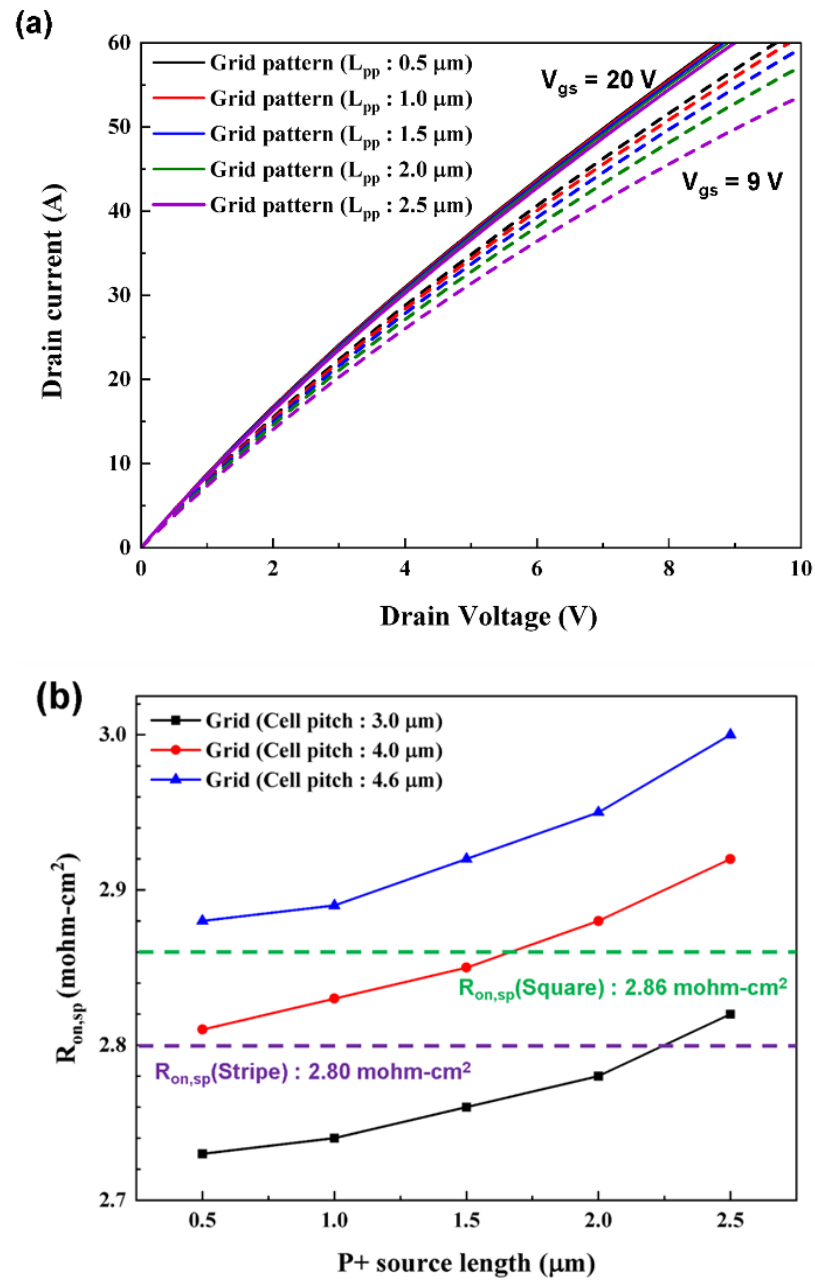 (a)
60
50
40
30
20
10
0
Drain current (A)
Grid pattern (Lpp : 0.5 μm)
Grid pattern (Lpp : 1.0 μm)
Grid pattern (Lpp : 1.5 μm)
Grid pattern (Lpp : 2.0 μm)
Grid pattern (Lpp : 2.5 μm)
Vgs = 20 V
Vgs = 9 V
0 2 4 6 8 10
Drain Voltage (V)
(b)
3.0
2.9
2.8
2.7
Ron,sp (mohm-cm²)
Grid (Cell pitch : 3.0 μm)
Grid (Cell pitch : 4.0 μm)
Grid (Cell pitch : 4.6 μm)
Ron,sp(Square) : 2.86 mohm-cm²
Ron,sp(Stripe) : 2.80 mohm-cm²
0.5 1.0 1.5 2.0 2.5
P+ source length (μm)